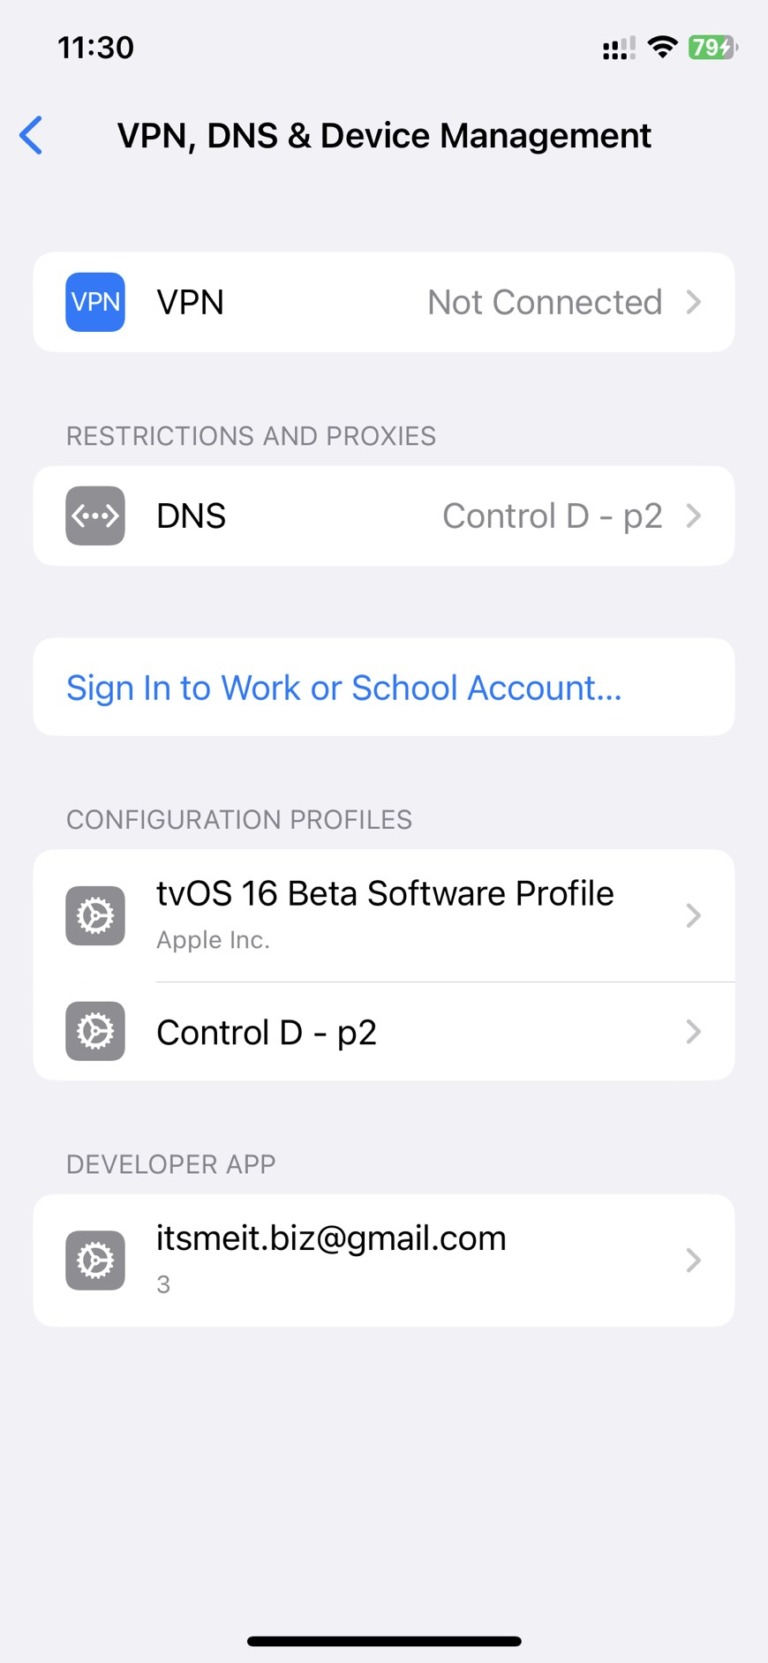 11:30
79
VPN, DNS & Device Management
VPN VPN Not Connected
RESTRICTIONS AND PROXIES
DNS Control D - p2
Sign In to Work or School Account...
CONFIGURATION PROFILES
tvOS 16 Beta Software Profile
Apple Inc.
Control D - p2
DEVELOPER APP
itsmeit.biz@gmail.com
3